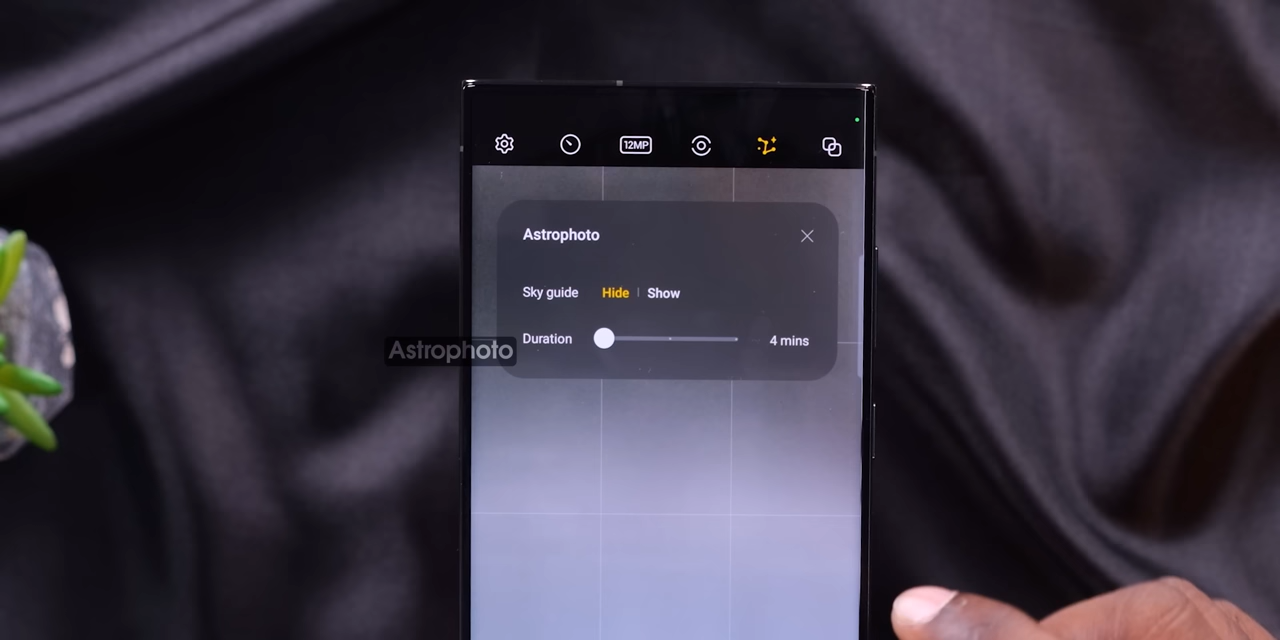 12MP
Astrophoto
Sky guide Hide | Show
Duration 4 mins
Astrophoto